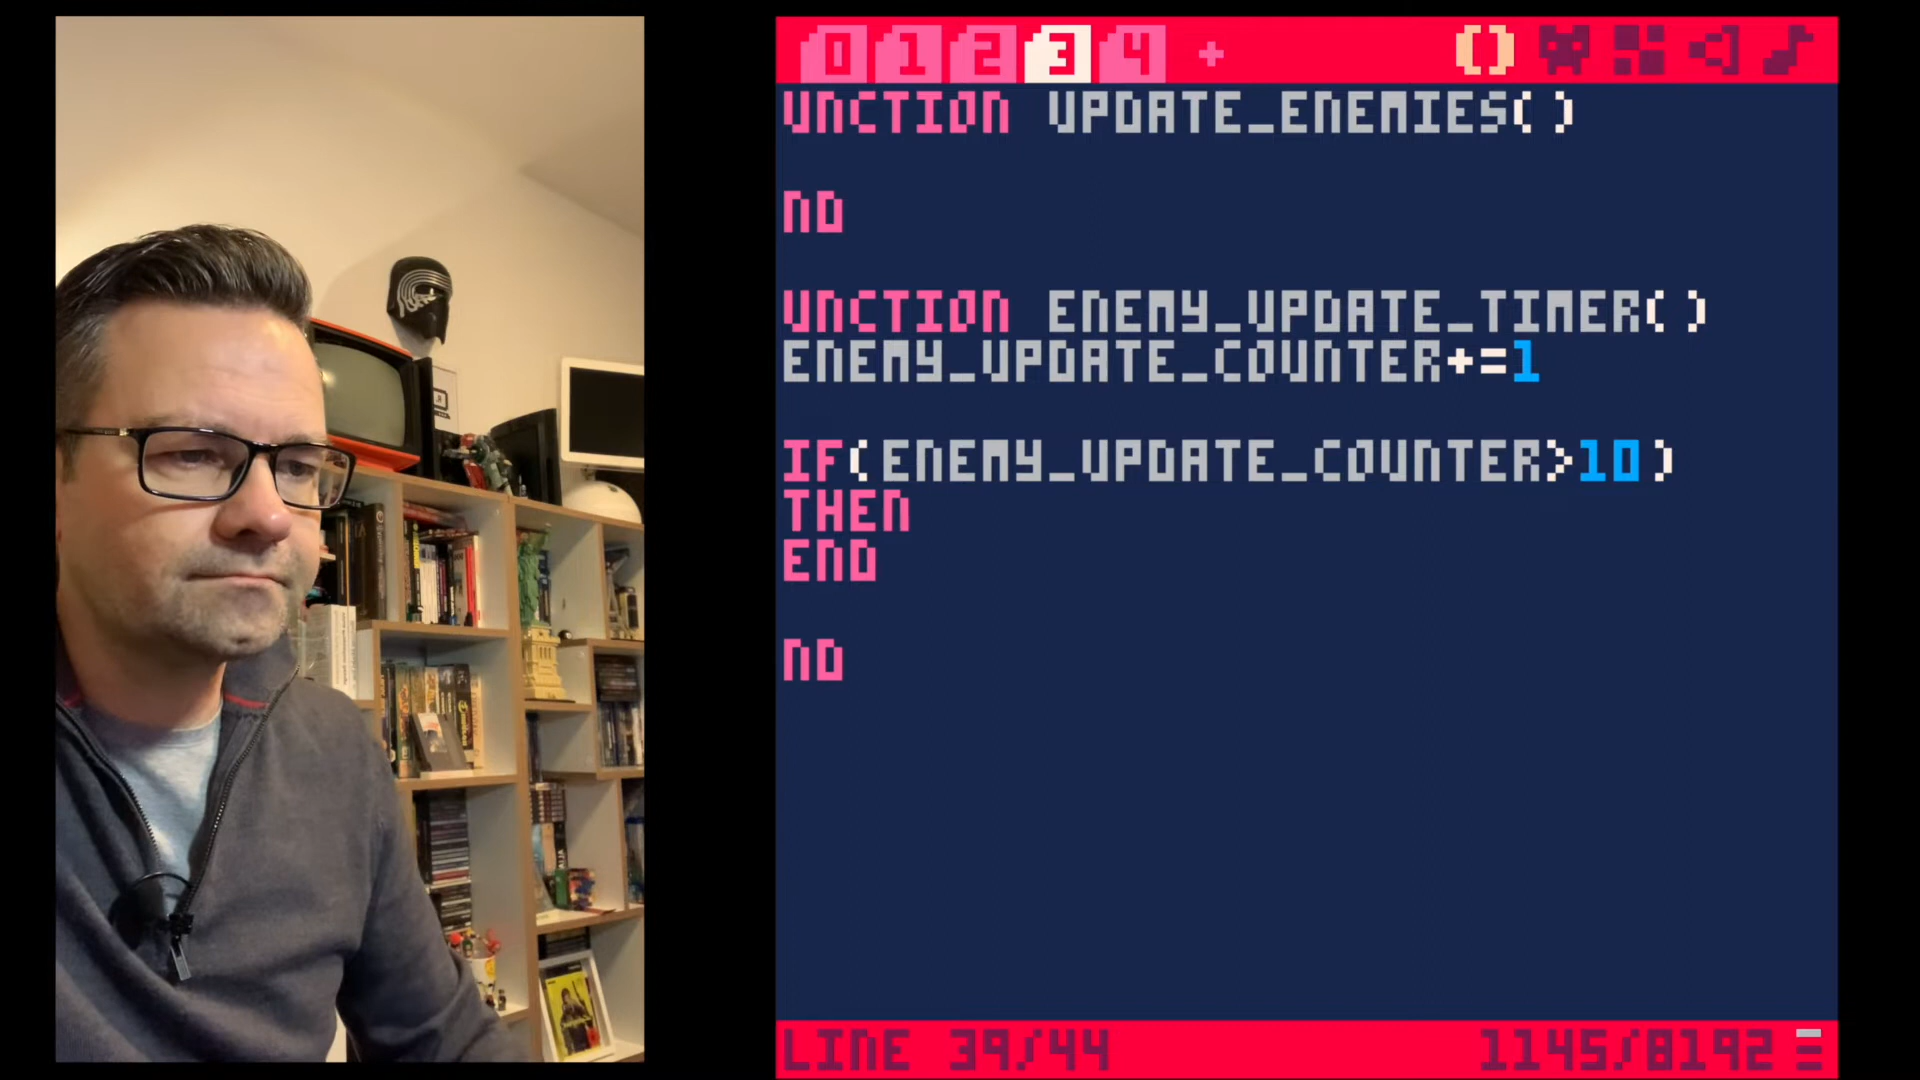 0 1 2 3 4 +
UNCTION UPDATE_ENEMIES()
ND
UNCTION ENEMY_UPDATE_TIMER()
ENEMY_UPDATE_COUNTER+=1
IF(ENEMY_UPDATE_COUNTER>10)
THEN
END
ND
LINE 39/44
1145/8192